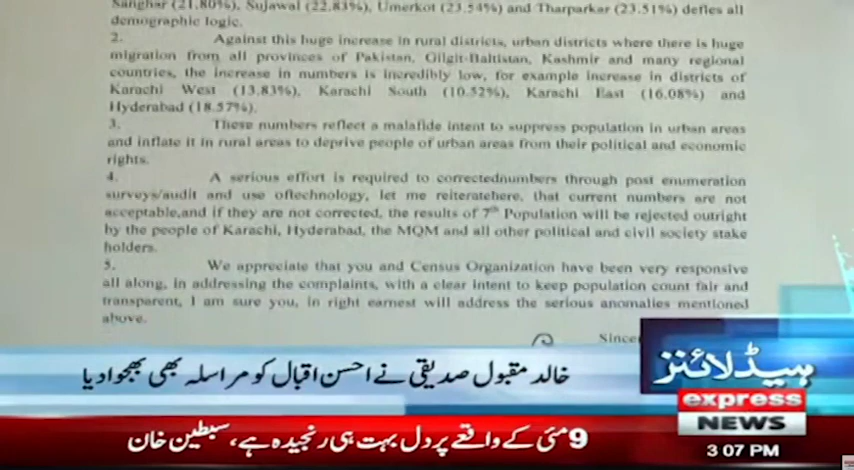 Sanghar (21.80%), Sujawal (22.83%), Umerkot (23.54%) and Tharparkar (23.51%) defies all
demographic logic.
2. Against this huge increase in rural districts, urban districts where there is huge
migration from all provinces of Pakistan, Gilgit-Baltistan, Kashmir and many regional
countries, the increase in numbers is incredibly low, for example increase in districts of
Karachi West (13.83%), Karachi South (10.52%), Karachi East (16.08%) and
Hyderabad (18.57%).
3. These numbers reflect a malafide intent to suppress population in urban areas
and inflate it in rural areas to deprive people of urban areas from their political and economic
rights.
4. A serious effort is required to correctednumbers through post enumeration
surveys/audit and use oftechnology, let me reiteratehere, that current numbers are not
acceptable,and if they are not corrected, the results of 7th Population will be rejected outright
by the people of Karachi, Hyderabad, the MQM and all other political and civil society stake
holders.
5. We appreciate that you and Census Organization have been very responsive
all along, in addressing the complaints, with a clear intent to keep population count fair and
transparent, I am sure you, in right earnest will address the serious anomalies mentioned
above.
Since
ہیڈلائنز
خالد مقبول صدیقی نے احسن اقبال کو مراسلہ بھی بھجوا دیا
express
NEWS
9 مئی کے واقعے پر دل بہت ہی رنجیدہ ہے، سبطین خان
3:07 PM